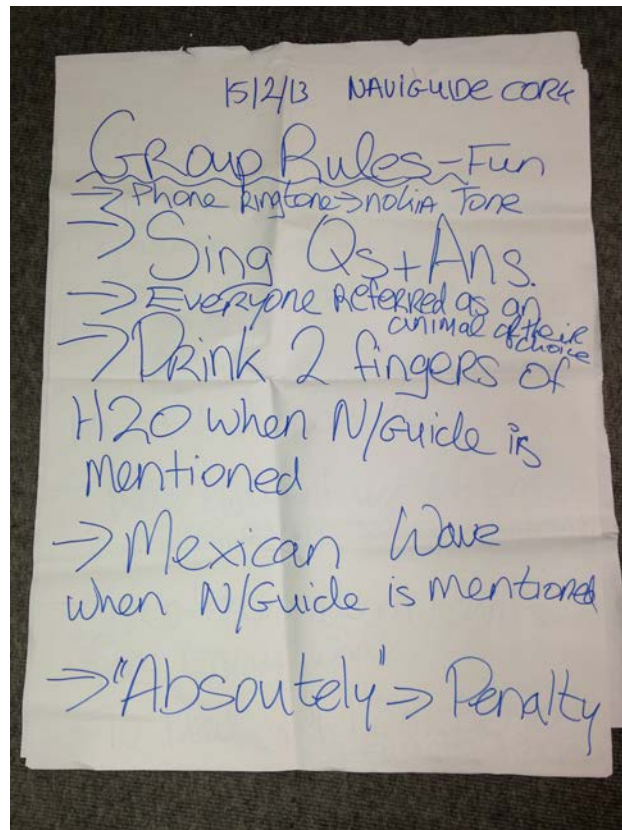 15/2/13 NAVIGUIDE CORK
GROUP RULES - FUN
→ Phone Ringtone → NOKIA TONE
→ Sing Qs + Ans.
→ EVERYONE REFERRED as an
animal of their
choice
→ DRINK 2 fingers of
H2O when N/Guide is
mentioned
→ Mexican Wave
when N/Guide is mentioned
→ "Absoutely" → Penalty